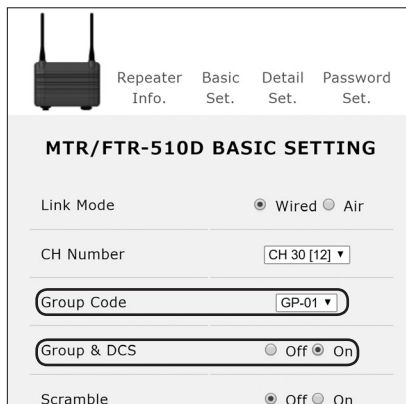 Repeater Info. Basic Set. Detail Set. Password Set.
MTR/FTR-510D BASIC SETTING
Link Mode Wired Air
CH Number CH 30 [12]
Group Code GP-01
Group & DCS Off On
Scramble Off On